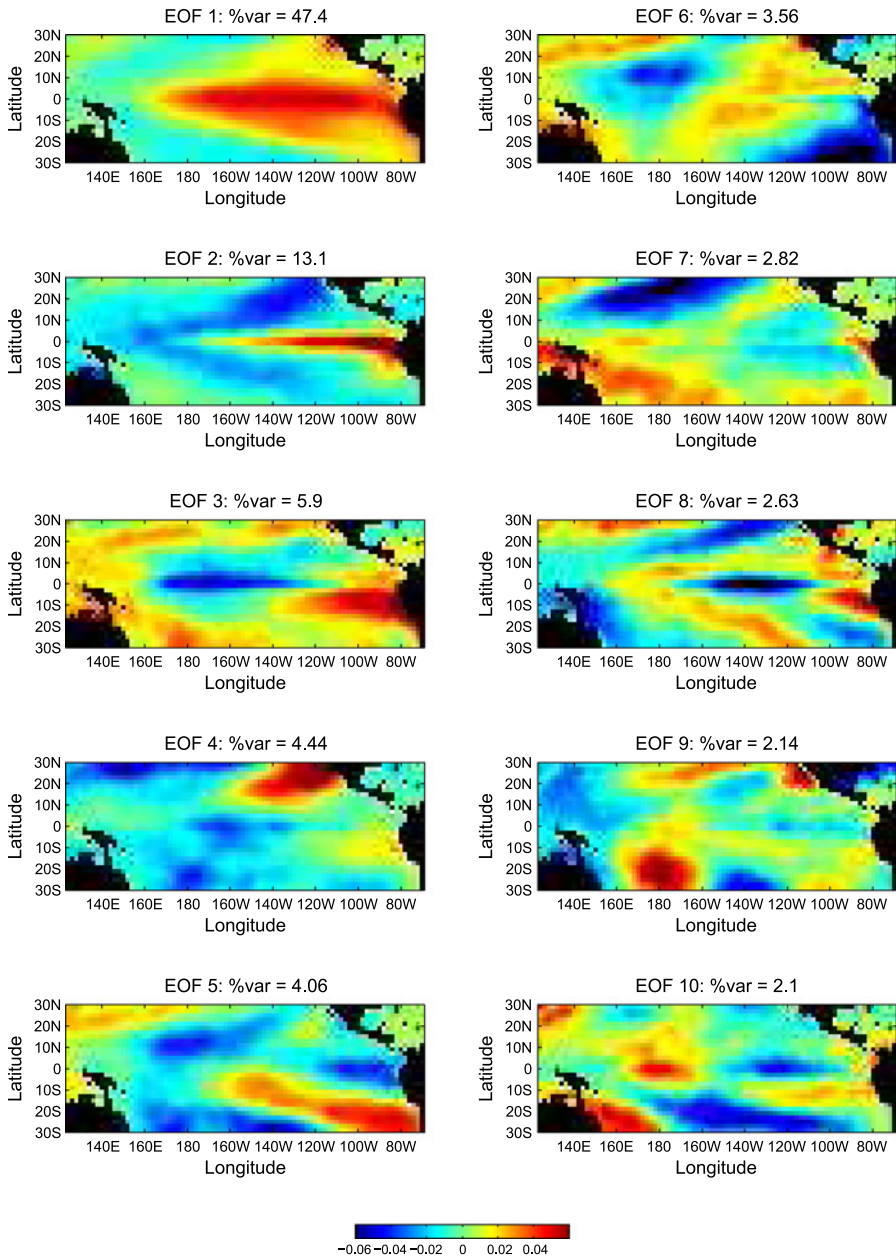 EOF 1: %var = 47.4
30N
20N
10N
0
10S
20S
30S
Latitude
140E 160E 180 160W 140W 120W 100W 80W
Longitude
EOF 2: %var = 13.1
30N
20N
10N
0
10S
20S
30S
Latitude
140E 160E 180 160W 140W 120W 100W 80W
Longitude
EOF 3: %var = 5.9
30N
20N
10N
0
10S
20S
30S
Latitude
140E 160E 180 160W 140W 120W 100W 80W
Longitude
EOF 4: %var = 4.44
30N
20N
10N
0
10S
20S
30S
Latitude
140E 160E 180 160W 140W 120W 100W 80W
Longitude
EOF 5: %var = 4.06
30N
20N
10N
0
10S
20S
30S
Latitude
140E 160E 180 160W 140W 120W 100W 80W
Longitude
EOF 6: %var = 3.56
30N
20N
10N
0
10S
20S
30S
Latitude
140E 160E 180 160W 140W 120W 100W 80W
Longitude
EOF 7: %var = 2.82
30N
20N
10N
0
10S
20S
30S
Latitude
140E 160E 180 160W 140W 120W 100W 80W
Longitude
EOF 8: %var = 2.63
30N
20N
10N
0
10S
20S
30S
Latitude
140E 160E 180 160W 140W 120W 100W 80W
Longitude
EOF 9: %var = 2.14
30N
20N
10N
0
10S
20S
30S
Latitude
140E 160E 180 160W 140W 120W 100W 80W
Longitude
EOF 10: %var = 2.1
30N
20N
10N
0
10S
20S
30S
Latitude
140E 160E 180 160W 140W 120W 100W 80W
Longitude
−0.06 −0.04 −0.02 0 0.02 0.04